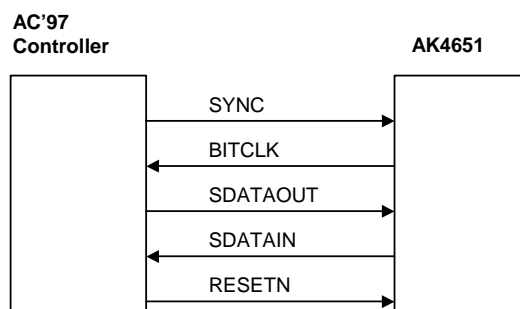 AC’97
Controller
AK4651
SYNC
BITCLK
SDATAOUT
SDATAIN
RESETN